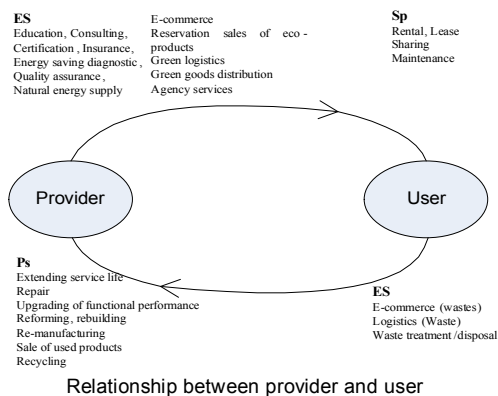 ES
Education, Consulting,
Certification, Insurance,
Energy saving diagnostic,
Quality assurance,
Natural energy supply
E-commerce
Reservation sales of eco-
products
Green logistics
Green goods distribution
Agency services
Sp
Rental, Lease
Sharing
Maintenance
Provider
User
Ps
Extending service life
Repair
Upgrading of functional performance
Reforming, rebuilding
Re-manufacturing
Sale of used products
Recycling
ES
E-commerce (wastes)
Logistics (Waste)
Waste treatment/disposal
Relationship between provider and user